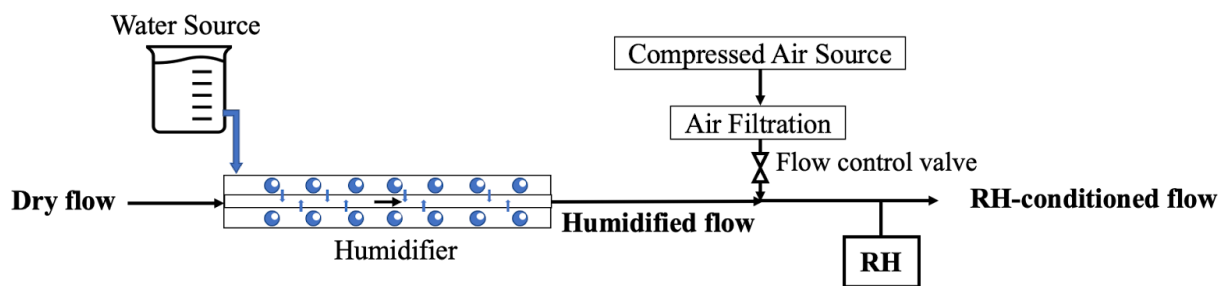 Water Source
Compressed Air Source
Air Filtration
Flow control valve
Dry flow
Humidified flow
RH-conditioned flow
Humidifier
RH